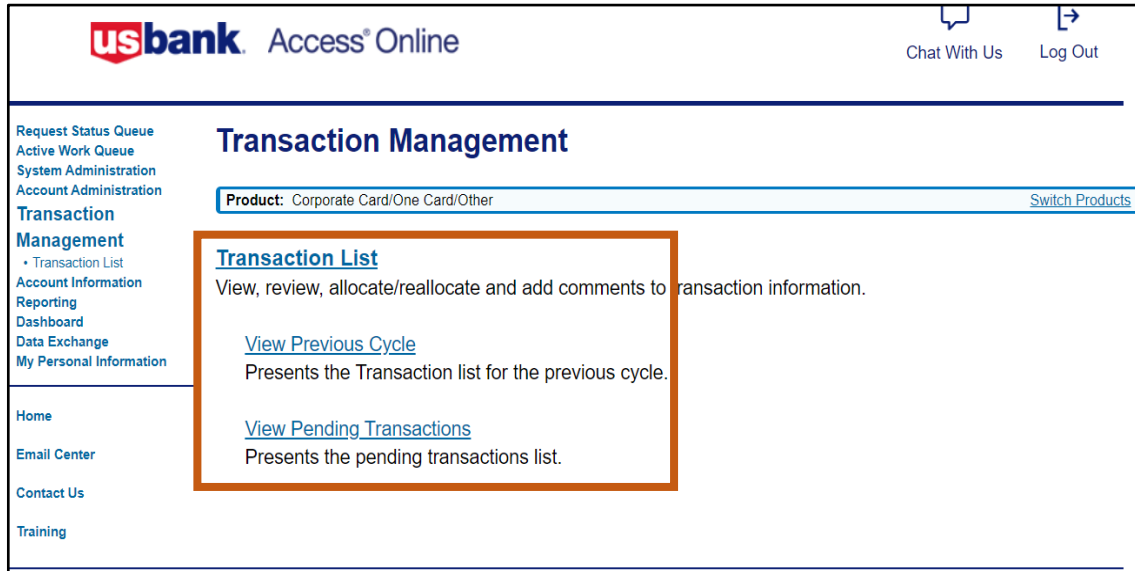 usbank. Access® Online
Chat With Us
Log Out
Request Status Queue
Active Work Queue
System Administration
Account Administration
Transaction
Management
• Transaction List
Account Information
Reporting
Dashboard
Data Exchange
My Personal Information
Home
Email Center
Contact Us
Training
Transaction Management
Product: Corporate Card/One Card/Other
Switch Products
Transaction List
View, review, allocate/reallocate and add comments to transaction information.
View Previous Cycle
Presents the Transaction list for the previous cycle.
View Pending Transactions
Presents the pending transactions list.